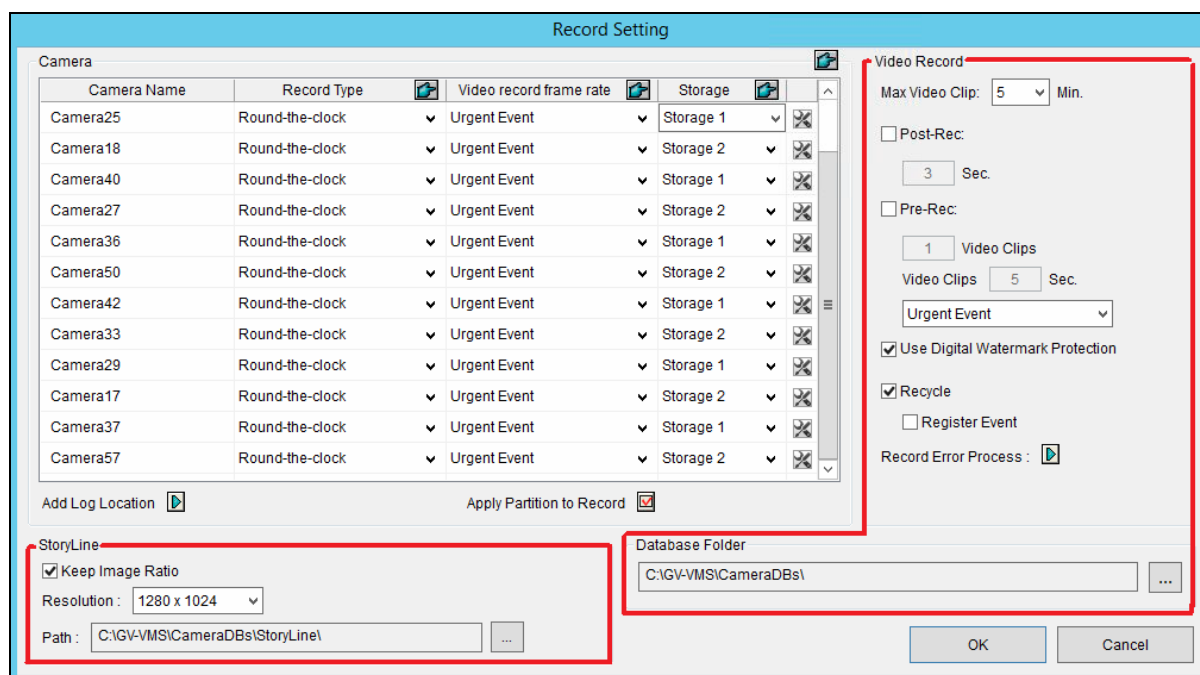 Record Setting
Camera
Camera Name Record Type Video record frame rate Storage
Camera25 Round-the-clock Urgent Event Storage 1
Camera18 Round-the-clock Urgent Event Storage 2
Camera40 Round-the-clock Urgent Event Storage 1
Camera27 Round-the-clock Urgent Event Storage 2
Camera36 Round-the-clock Urgent Event Storage 1
Camera50 Round-the-clock Urgent Event Storage 2
Camera42 Round-the-clock Urgent Event Storage 1
Camera33 Round-the-clock Urgent Event Storage 2
Camera29 Round-the-clock Urgent Event Storage 1
Camera17 Round-the-clock Urgent Event Storage 2
Camera37 Round-the-clock Urgent Event Storage 1
Camera57 Round-the-clock Urgent Event Storage 2
Add Log Location Apply Partition to Record
Video Record
Max Video Clip: 5 Min.
Post-Rec:
3 Sec.
Pre-Rec:
1 Video Clips
Video Clips 5 Sec.
Urgent Event
Use Digital Watermark Protection
Recycle
Register Event
Record Error Process :
StoryLine
Keep Image Ratio
Resolution : 1280 x 1024
Path : C:\GV-VMS\CameraDBs\StoryLine\ ...
Database Folder
C:\GV-VMS\CameraDBs\ ...
OK Cancel